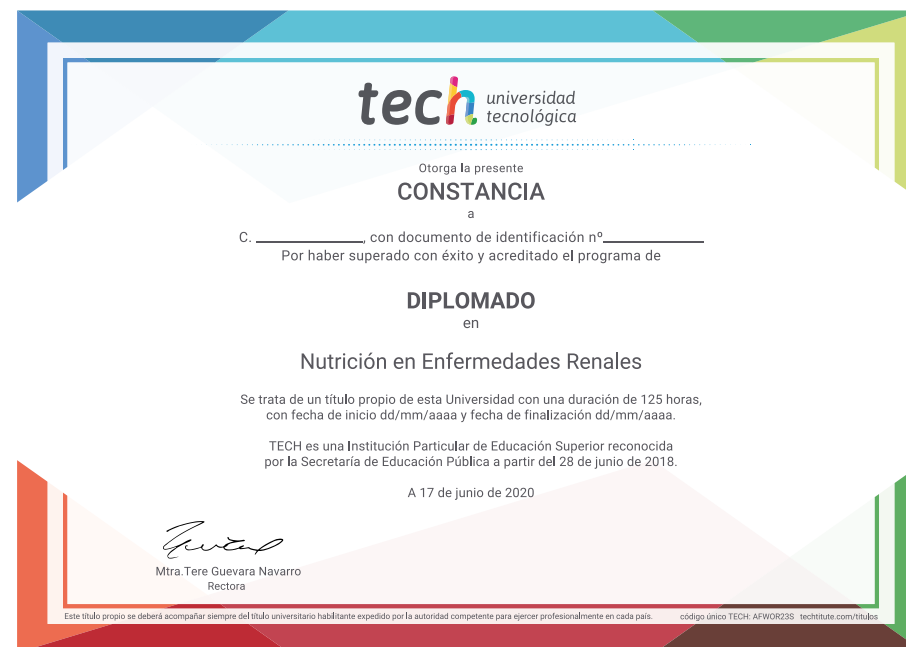 tech universidad
tecnológica
Otorga la presente
CONSTANCIA
a
C. ______________, con documento de identificación nº_____________
Por haber superado con éxito y acreditado el programa de
DIPLOMADO
en
Nutrición en Enfermedades Renales
Se trata de un título propio de esta Universidad con una duración de 125 horas,
con fecha de inicio dd/mm/aaaa y fecha de finalización dd/mm/aaaa.
TECH es una Institución Particular de Educación Superior reconocida
por la Secretaría de Educación Pública a partir del 28 de junio de 2018.
A 17 de junio de 2020
Mtra.Tere Guevara Navarro
Rectora
Este título propio se deberá acompañar siempre del título universitario habilitante expedido por la autoridad competente para ejercer profesionalmente en cada país. código único TECH: AFWOR23S techtitute.com/titulos